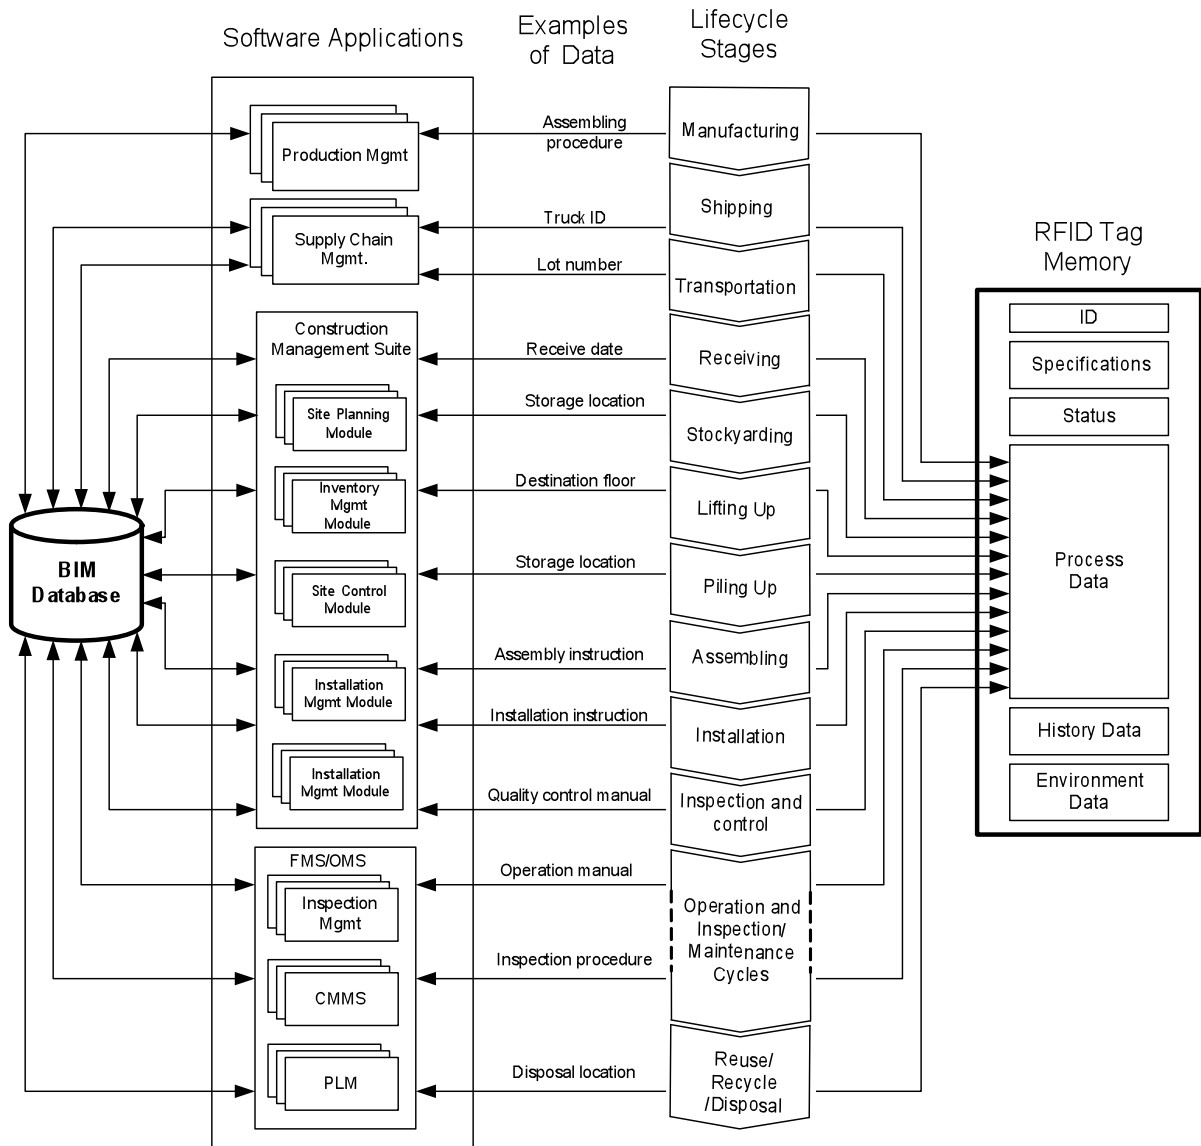 Software Applications
Examples
of Data
Lifecycle
Stages
Production Mgmt
Assembling
procedure
Manufacturing
Supply Chain
Mgmt.
Truck ID
Shipping
Lot number
Transportation
RFID Tag
Memory
ID
Specifications
Status
Process
Data
History Data
Environment
Data
Construction
Management Suite
Receive date
Receiving
Site Planning
Module
Storage location
Stockyarding
Inventory
Mgmt
Module
Destination floor
Lifting Up
BIM
Database
Site Control
Module
Storage location
Piling Up
Installation
Mgmt Module
Assembly instruction
Assembling
Installation instruction
Installation
Installation
Mgmt Module
Quality control manual
Inspection and
control
FMS/OMS
Inspection
Mgmt
Operation manual
Operation and
Inspection/
Maintenance
Cycles
CMMS
Inspection procedure
PLM
Disposal location
Reuse/
Recycle
/Disposal